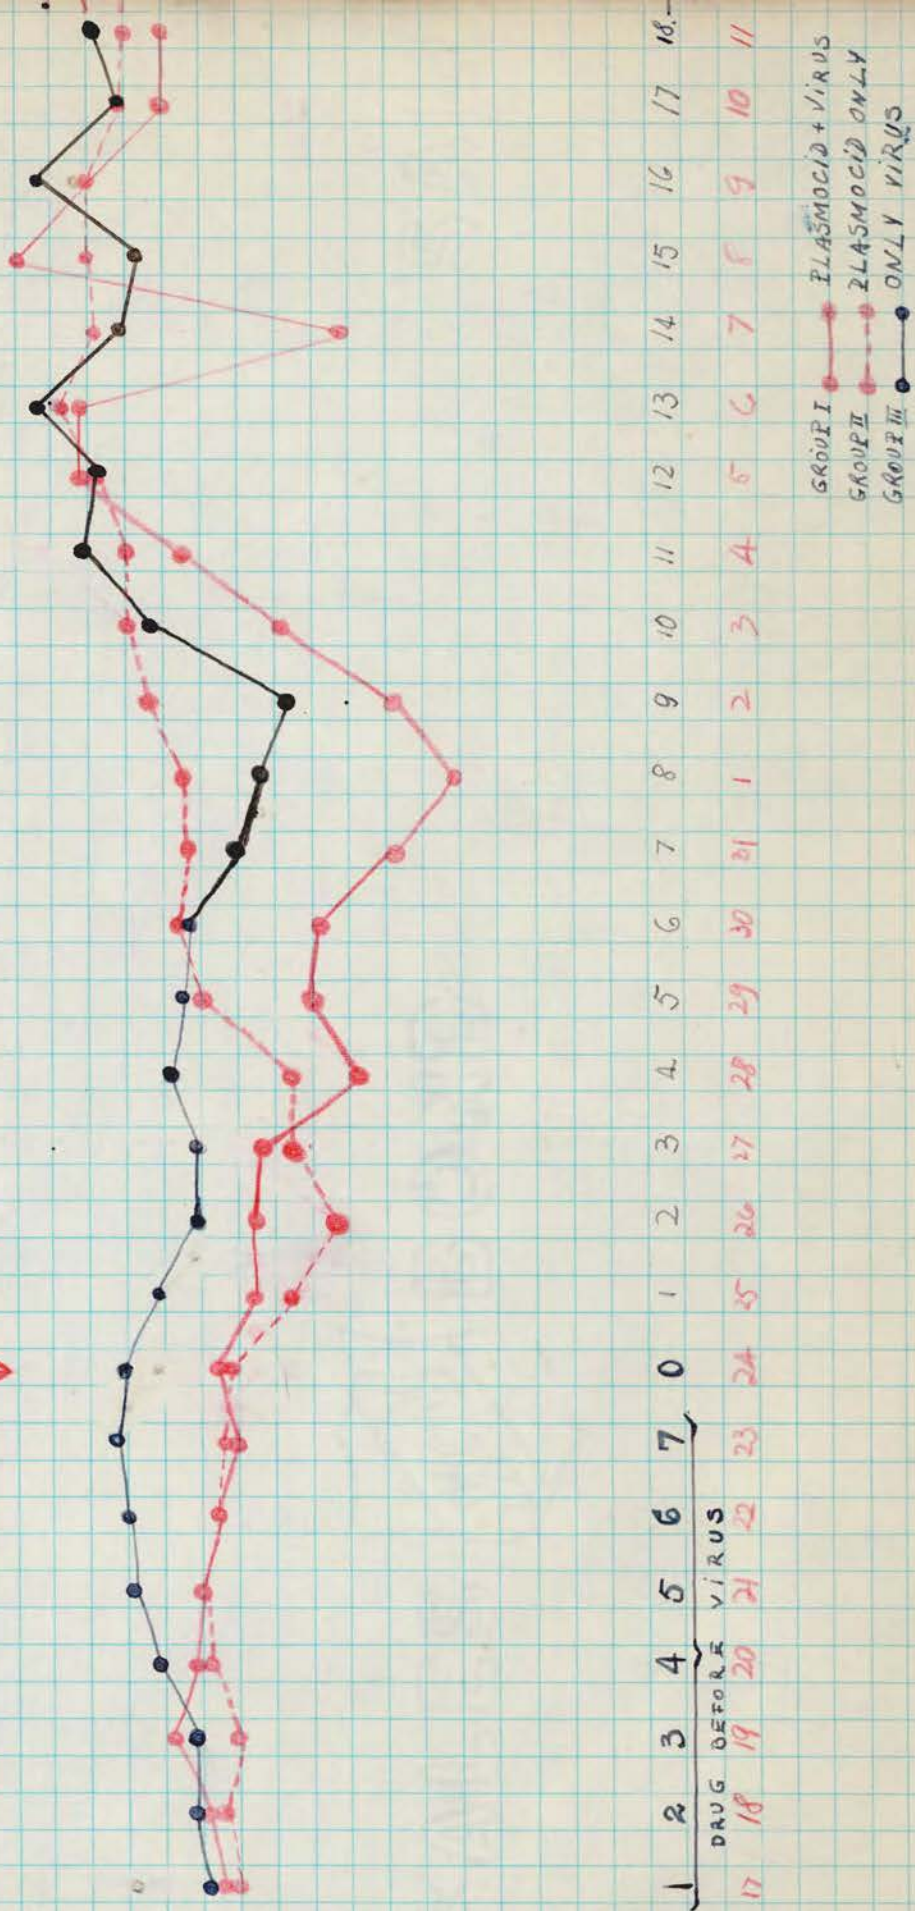 1 2 3 4 5 6 7 0 1 2 3 4 5 6 7 8 9 10 11 12 13 14 15 16 17 18.
DRUG BEFORE VIRUS
17 18 19 20 21 22 23 24 25 26 27 28 29 30 31 1 2 3 4 5 6 7 8 9 10 11
GROUP I PLASMOCID + VIRUS
GROUP II PLASMOCID ONLY
GROUP III ONLY VIRUS